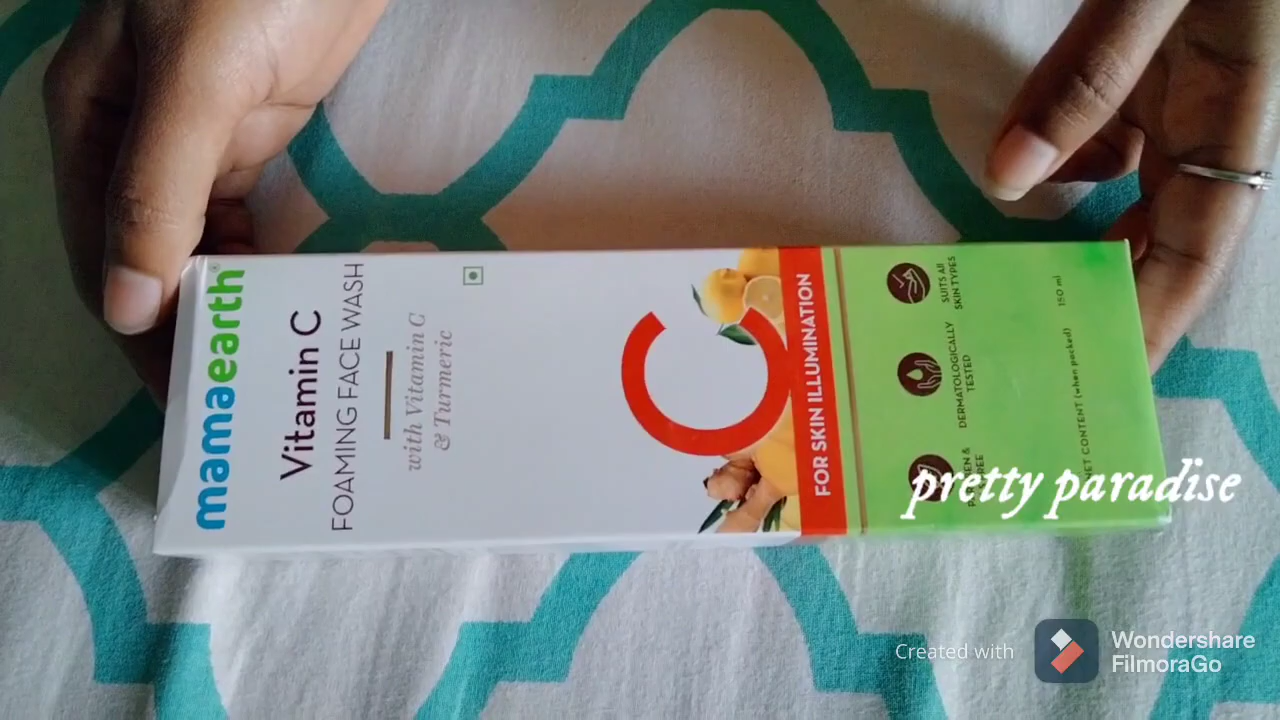 mamaearth®
Vitamin C
FOAMING FACE WASH
with Vitamin C
& Turmeric
C
FOR SKIN ILLUMINATION
SUITS All
SKIN TYPES
DERMATOLOGICALLY
TESTED
NET CONTENT (when packed)
150 ml
pretty paradise
Created with
Wondershare
FilmoraGo